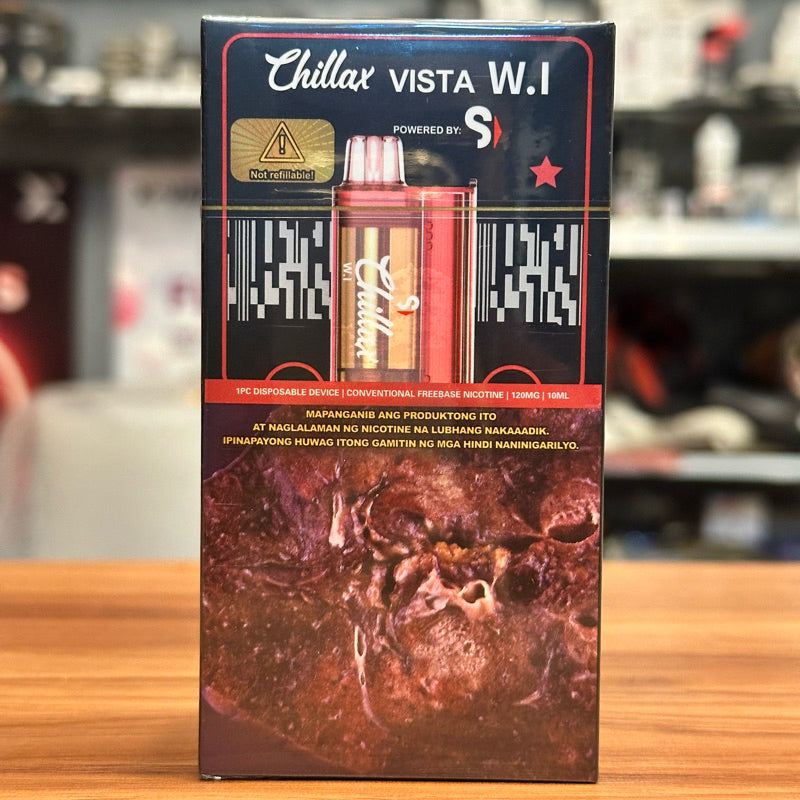 Chillax VISTA W.I
POWERED BY: S
Not refillable!
Chillax
W.I
S
1PC DISPOSABLE DEVICE | CONVENTIONAL FREEBASE NICOTINE | 120MG | 10ML
MAPANGANIB ANG PRODUKTONG ITO
AT NAGLALAMAN NG NICOTINE NA LUBHANG NAKAAADIK.
IPINAPAYONG HUWAG ITONG GAMITIN NG MGA HINDI NANINIGARILYO.